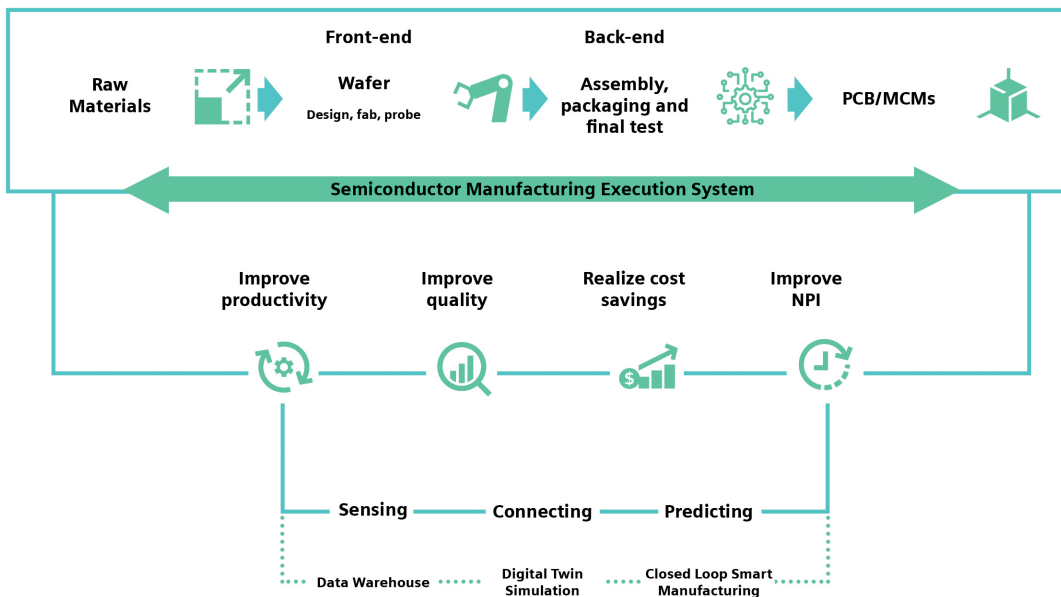 Front-end
Back-end
Raw
Materials
Wafer
Design, fab, probe
Assembly,
packaging and
final test
PCB/MCMs
Semiconductor Manufacturing Execution System
Improve
productivity
Improve
quality
Realize cost
savings
Improve
NPI
$
Sensing
Connecting
Predicting
Data Warehouse
Digital Twin
Simulation
Closed Loop Smart
Manufacturing